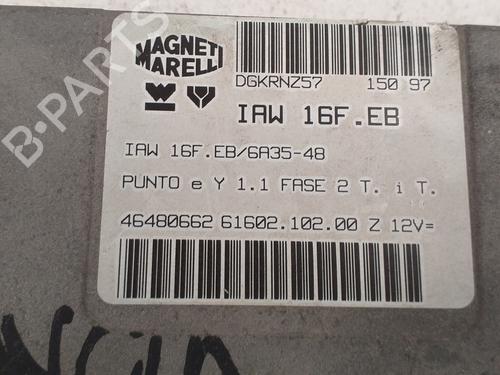 MAGNETI
MARELLI
DGKRNZ57 150 97
IAW 16F.EB
IAW 16F.EB/6A35-48
PUNTO e Y 1.1 FASE 2 T. i T.
46480662 61602.102.00 Z 12V=
B-PARTS